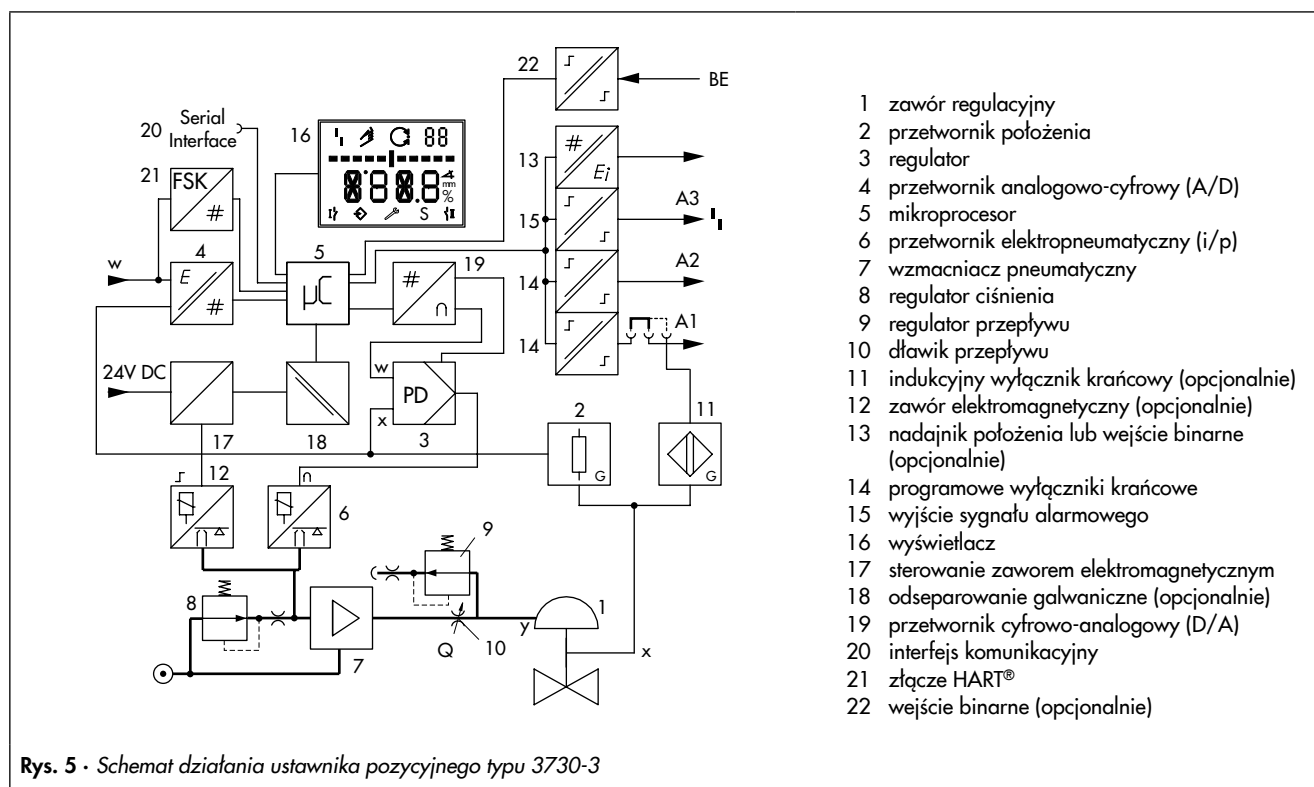 22
BE
Serial
20
Interface
16
88
8.88.8
mm
%
S
21
FSK
#
13
#
Ei
15
A3
w
4
E
#
5
µC
19
#
∩
14
A2
14
A1
24V DC
w
PD
x
3
2
G
11
G
17
18
12
6
9
8
7
Q
10
y
1
x
1 zawór regulacyjny
2 przetwornik położenia
3 regulator
4 przetwornik analogowo-cyfrowy (A/D)
5 mikroprocesor
6 przetwornik elektropneumatyczny (i/p)
7 wzmacniacz pneumatyczny
8 regulator ciśnienia
9 regulator przepływu
10 dławik przepływu
11 indukcyjny wyłącznik krańcowy (opcjonalnie)
12 zawór elektromagnetyczny (opcjonalnie)
13 nadajnik położenia lub wejście binarne
(opcjonalnie)
14 programowe wyłączniki krańcowe
15 wyjście sygnału alarmowego
16 wyświetlacz
17 sterowanie zaworem elektromagnetycznym
18 odseparowanie galwaniczne (opcjonalnie)
19 przetwornik cyfrowo-analogowy (D/A)
20 interfejs komunikacyjny
21 złącze HART®
22 wejście binarne (opcjonalnie)
Rys. 5 · Schemat działania ustawnika pozycyjnego typu 3730-3